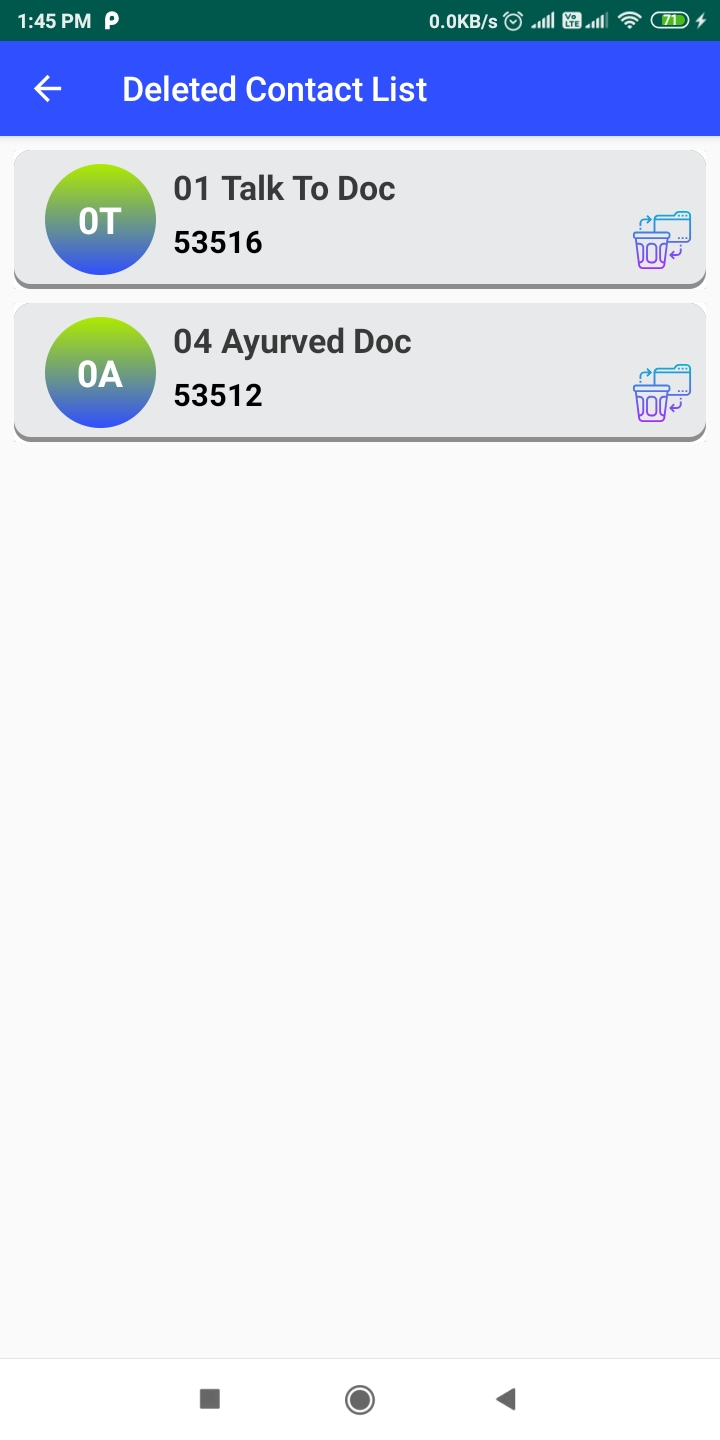 1:45 PM
0.0KB/s
Vo LTE
71
Deleted Contact List
0T
01 Talk To Doc
53516
0A
04 Ayurved Doc
53512